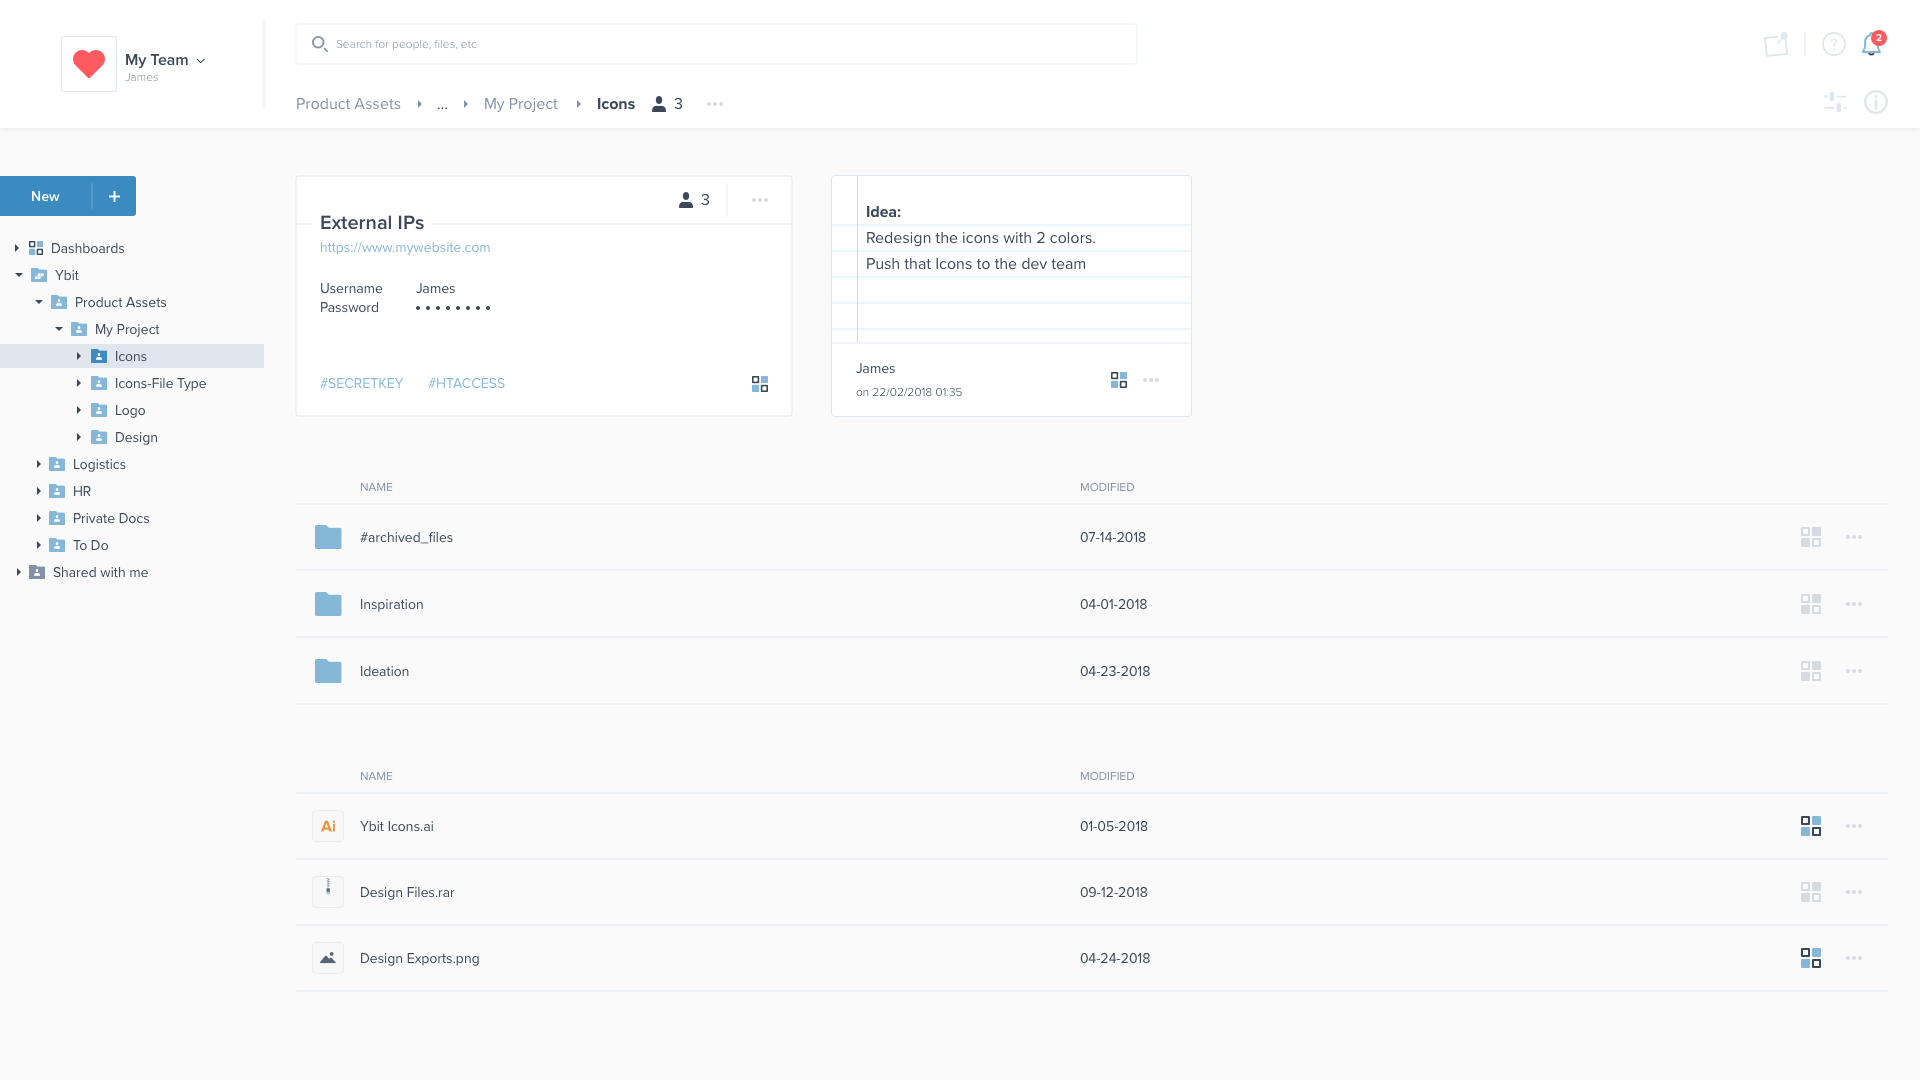 My Team
James
Search for people, files, etc
2
Product Assets ... My Project Icons 3
New +
Dashboards
Ybit
Product Assets
My Project
Icons
Icons-File Type
Logo
Design
Logistics
HR
Private Docs
To Do
Shared with me
3
External IPs
https://www.mywebsite.com
Username James
Password ••••••••
#SECRETKEY #HTACCESS
Idea:
Redesign the icons with 2 colors.
Push that Icons to the dev team
James
on 22/02/2018 01:35
NAME MODIFIED
#archived_files 07-14-2018
Inspiration 04-01-2018
Ideation 04-23-2018
NAME MODIFIED
Ai Ybit Icons.ai 01-05-2018
Design Files.rar 09-12-2018
Design Exports.png 04-24-2018